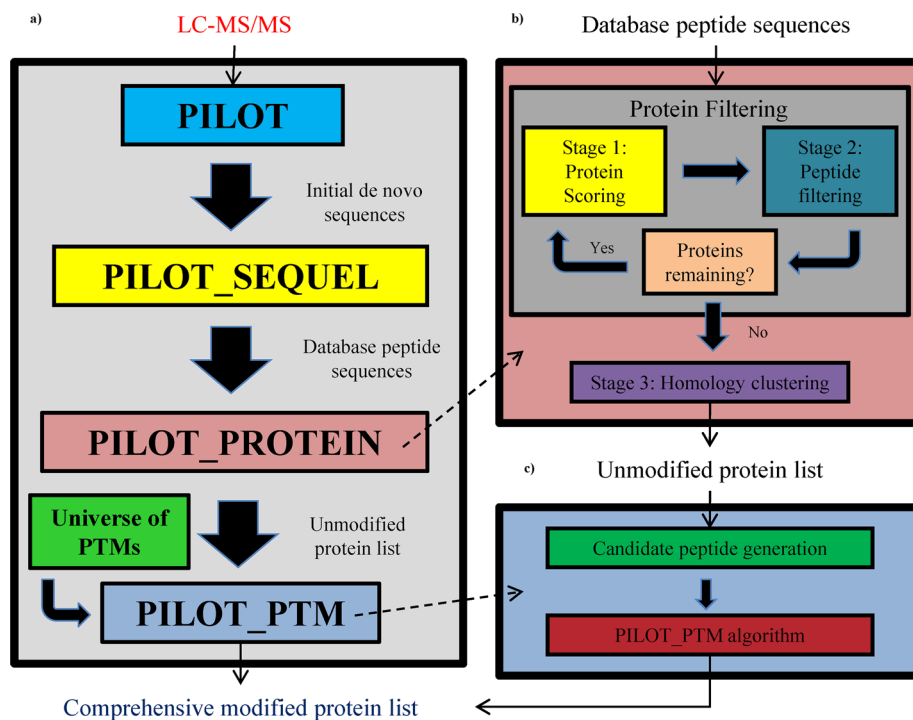 a)
LC-MS/MS
PILOT
Initial de novo
sequences
PILOT_SEQUEL
Database peptide
sequences
PILOT_PROTEIN
Universe of
PTMs
Unmodified
protein list
PILOT_PTM
Comprehensive modified protein list
b)
Database peptide sequences
Protein Filtering
Stage 1:
Protein
Scoring
Stage 2:
Peptide
filtering
Yes
Proteins
remaining?
No
Stage 3: Homology clustering
Unmodified protein list
c)
Candidate peptide generation
PILOT_PTM algorithm